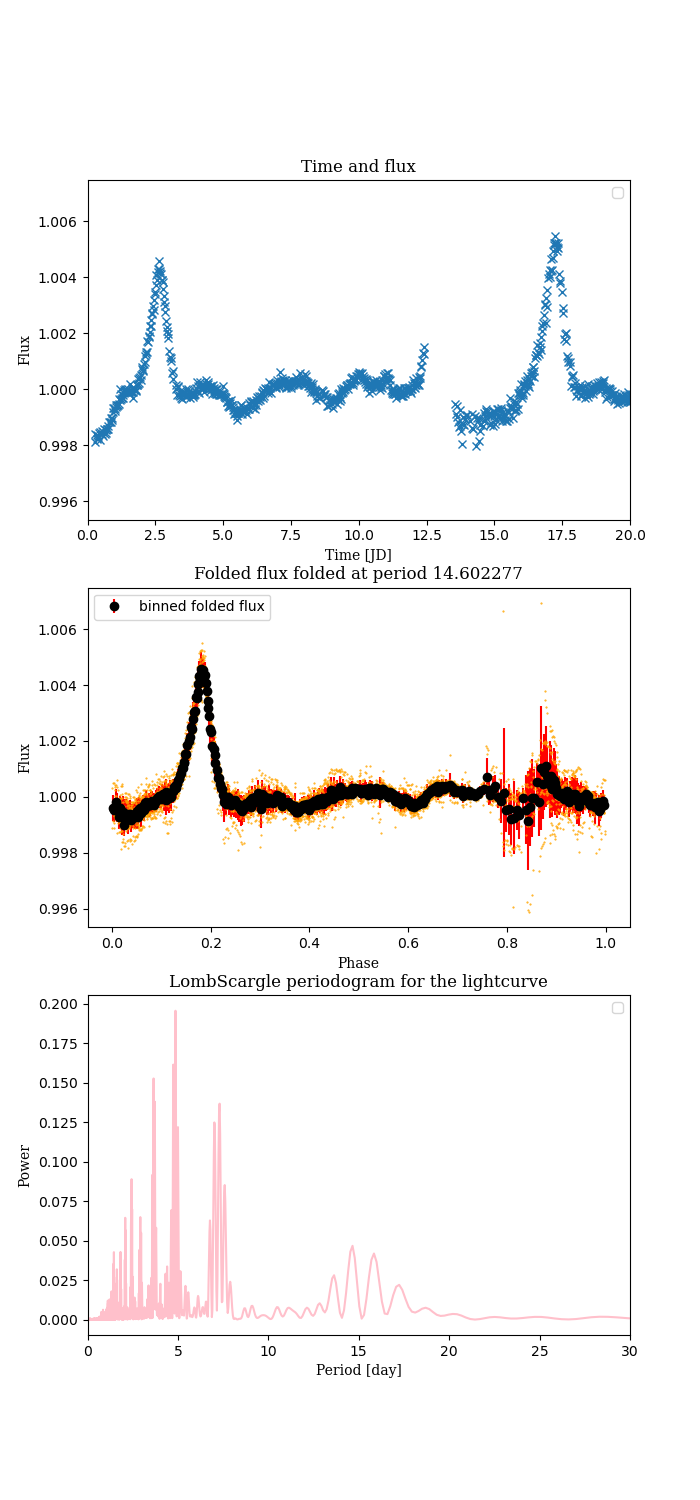 Time and flux
1.006
1.004
1.002
1.000
0.998
0.996
Flux
0.0 2.5 5.0 7.5 10.0 12.5 15.0 17.5 20.0
Time [JD]
Folded flux folded at period 14.602277
binned folded flux
1.006
1.004
1.002
1.000
0.998
0.996
Flux
0.0 0.2 0.4 0.6 0.8 1.0
Phase
LombScargle periodogram for the lightcurve
0.200
0.175
0.150
0.125
0.100
0.075
0.050
0.025
0.000
Power
0 5 10 15 20 25 30
Period [day]